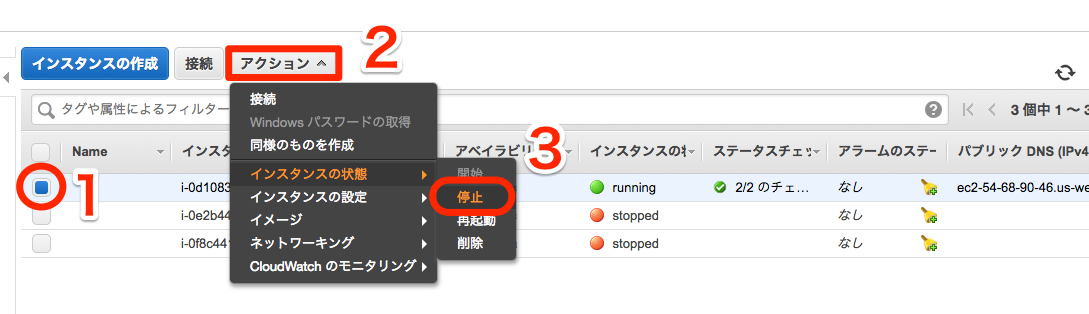 2
インスタンスの作成 接続 アクション
タグや属性によるフィルター
3 個中 1 ～ 3
接続
Windows パスワードの取得
同様のものを作成
3
Name インスタ アベイラビリ インスタンスの ステータスチェッ アラームのステー パブリック DNS (IPv4
インスタンスの状態 開始
1
i-0d1083 running 2/2 のチェ... なし ec2-54-68-90-46.us-we
インスタンスの設定 停止
i-0e2b44 イメージ 再起動 stopped なし
i-0f8c441 ネットワーキング 削除 stopped なし
CloudWatch のモニタリング